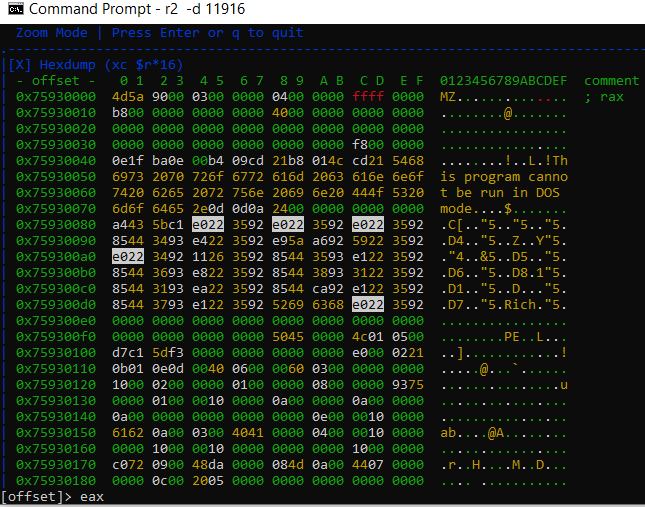 Command Prompt - r2 -d 11916
Zoom Mode | Press Enter or q to quit
[X] Hexdump (xc $r*16)
- offset -   0 1  2 3  4 5  6 7  8 9  A B  C D  E F  0123456789ABCDEF  comment
0x75930000  4d5a 9000 0300 0000 0400 0000 ffff 0000  MZ..............  ; rax
0x75930010  b800 0000 0000 0000 4000 0000 0000 0000  ........@.......
0x75930020  0000 0000 0000 0000 0000 0000 0000 0000  ................
0x75930030  0000 0000 0000 0000 0000 0000 f800 0000  ................
0x75930040  0e1f ba0e 00b4 09cd 21b8 014c cd21 5468  ........!..L.!Th
0x75930050  6973 2070 726f 6772 616d 2063 616e 6e6f  is program canno
0x75930060  7420 6265 2072 756e 2069 6e20 444f 5320  t be run in DOS
0x75930070  6d6f 6465 2e0d 0d0a 2400 0000 0000 0000  mode....$.......
0x75930080  a443 5bc1 e022 3592 e022 3592 e022 3592  .C[.."5.."5.."5.
0x75930090  8544 3493 e422 3592 e95a a692 5922 3592  .D4.."5..Z..Y"5.
0x759300a0  e022 3492 1126 3592 8544 3593 e122 3592  ."4..&5..D5.."5.
0x759300b0  8544 3693 e822 3592 8544 3893 3122 3592  .D6.."5..D8.1"5.
0x759300c0  8544 3193 ea22 3592 8544 ca92 e122 3592  .D1.."5..D..."5.
0x759300d0  8544 3793 e122 3592 5269 6368 e022 3592  .D7.."5.Rich."5.
0x759300e0  0000 0000 0000 0000 0000 0000 0000 0000  ................
0x759300f0  0000 0000 0000 0000 5045 0000 4c01 0500  ........PE..L...
0x75930100  d7c1 5df3 0000 0000 0000 0000 e000 0221  ..]............!
0x75930110  0b01 0e0d 0040 0600 0060 0300 0000 0000  .....@...`......
0x75930120  1000 0200 0000 0100 0000 0800 0000 9375  ...............u
0x75930130  0000 0100 0010 0000 0a00 0000 0a00 0000  ................
0x75930140  0a00 0000 0000 0000 0000 0e00 0010 0000  ................
0x75930150  6162 0a00 0300 4041 0000 0400 0010 0000  ab....@A........
0x75930160  0000 1000 0010 0000 0000 0000 1000 0000  ................
0x75930170  c072 0900 48da 0000 084d 0a00 4407 0000  .r..H....M..D...
0x75930180  0000 0c00 2005 0000 0000 0000 0000 0000  .... ...........
[offset]> eax